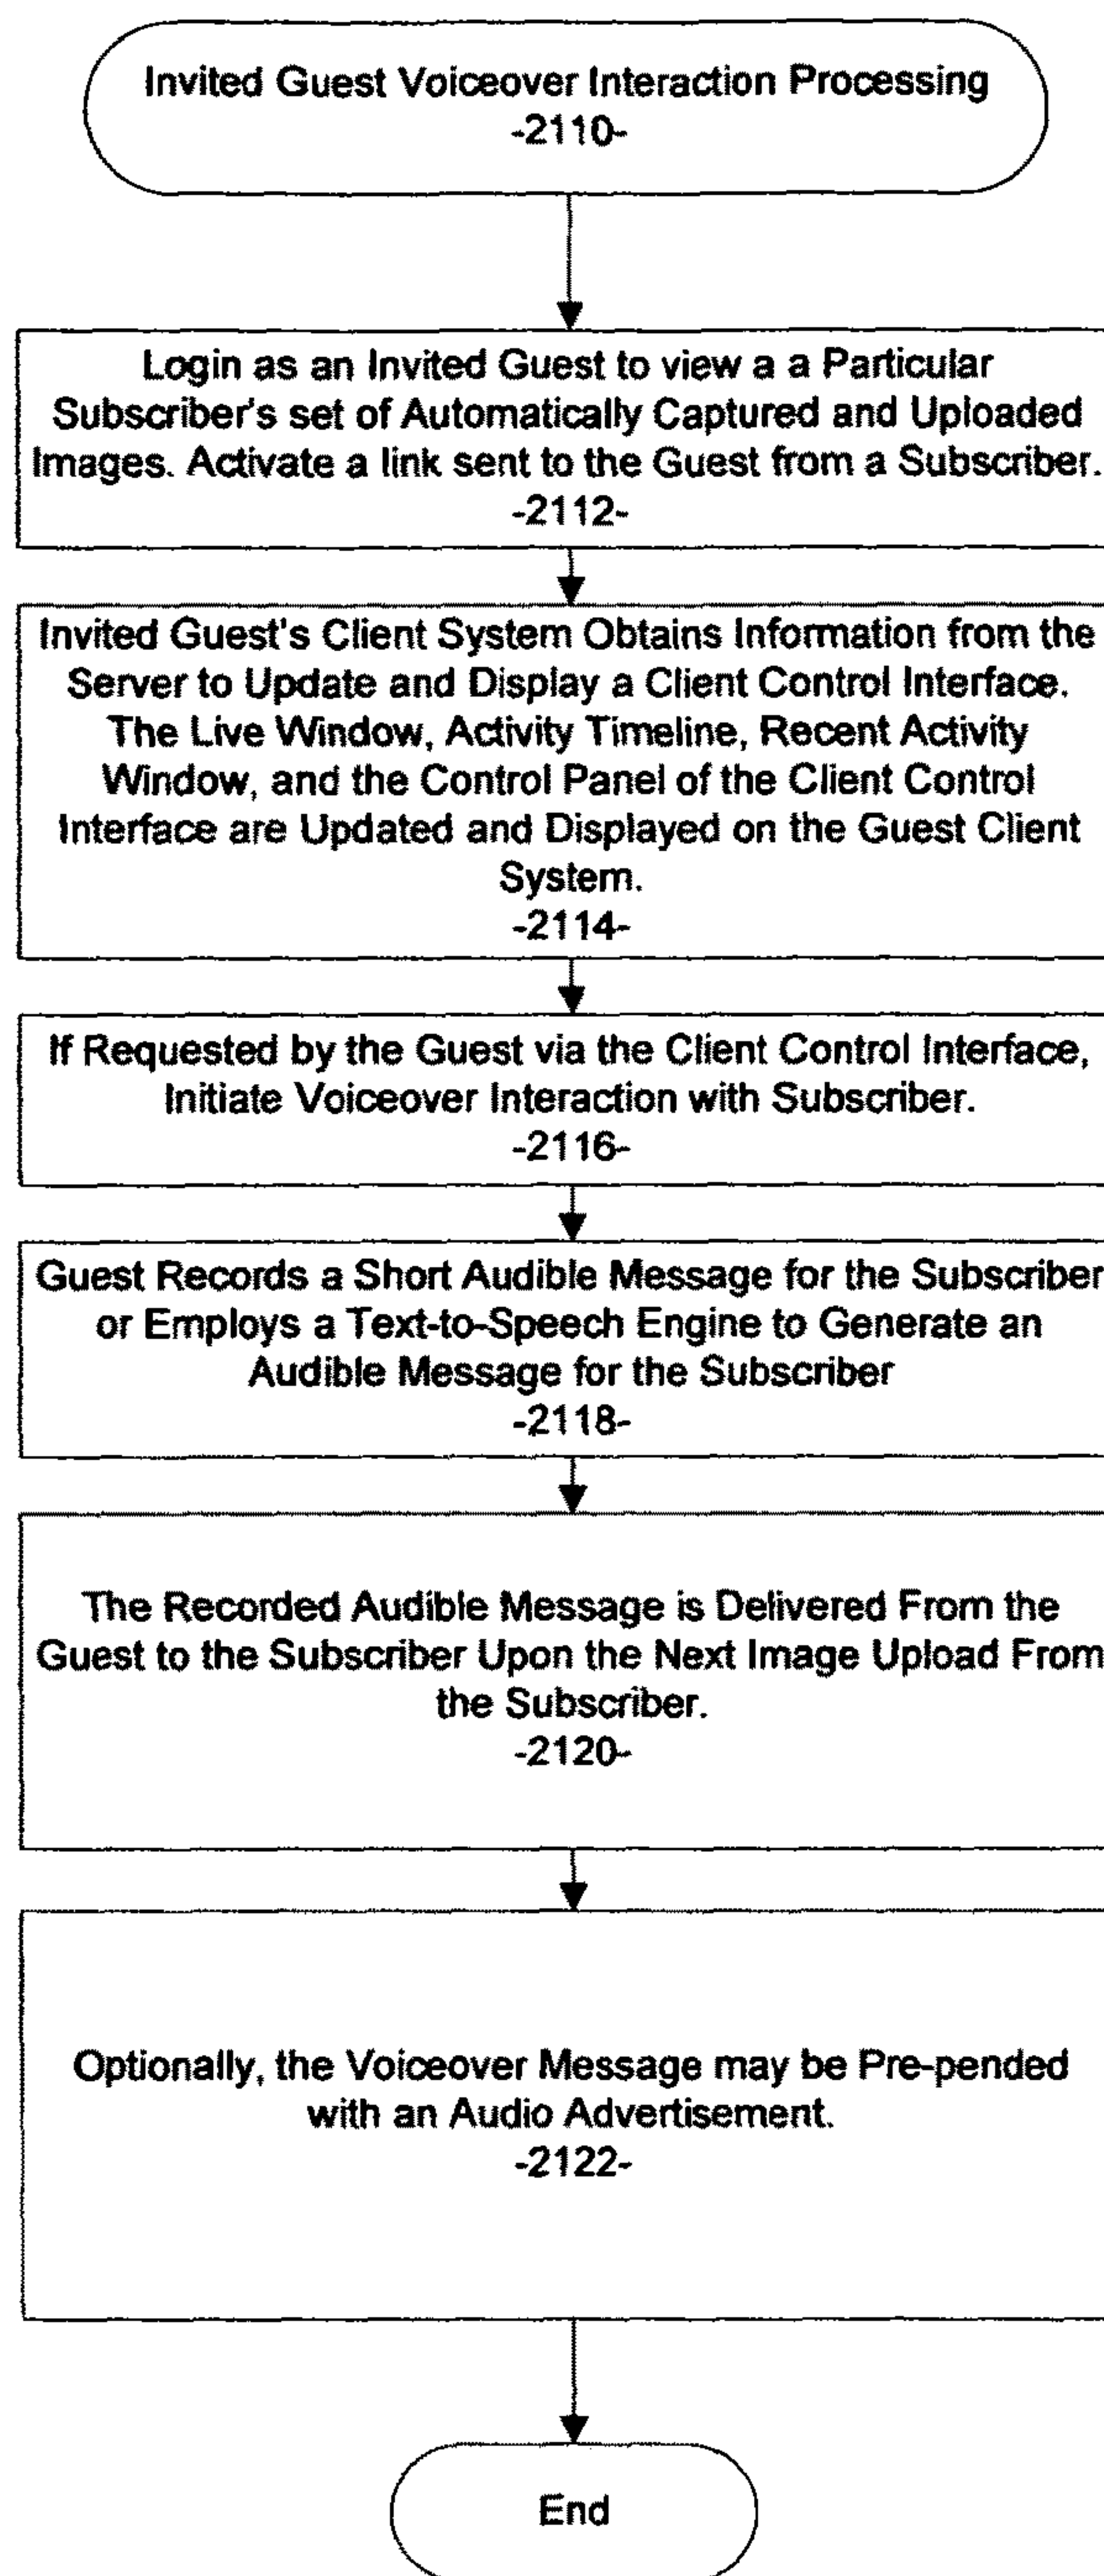 Invited Guest Voiceover Interaction Processing
-2110-
Login as an Invited Guest to view a a Particular
Subscriber's set of Automatically Captured and Uploaded
Images. Activate a link sent to the Guest from a Subscriber.
-2112-
Invited Guest's Client System Obtains Information from the
Server to Update and Display a Client Control Interface.
The Live Window, Activity Timeline, Recent Activity
Window, and the Control Panel of the Client Control
Interface are Updated and Displayed on the Guest Client
System.
-2114-
If Requested by the Guest via the Client Control Interface,
Initiate Voiceover Interaction with Subscriber.
-2116-
Guest Records a Short Audible Message for the Subscriber
or Employs a Text-to-Speech Engine to Generate an
Audible Message for the Subscriber
-2118-
The Recorded Audible Message is Delivered From the
Guest to the Subscriber Upon the Next Image Upload From
the Subscriber.
-2120-
Optionally, the Voiceover Message may be Pre-pended
with an Audio Advertisement.
-2122-
End